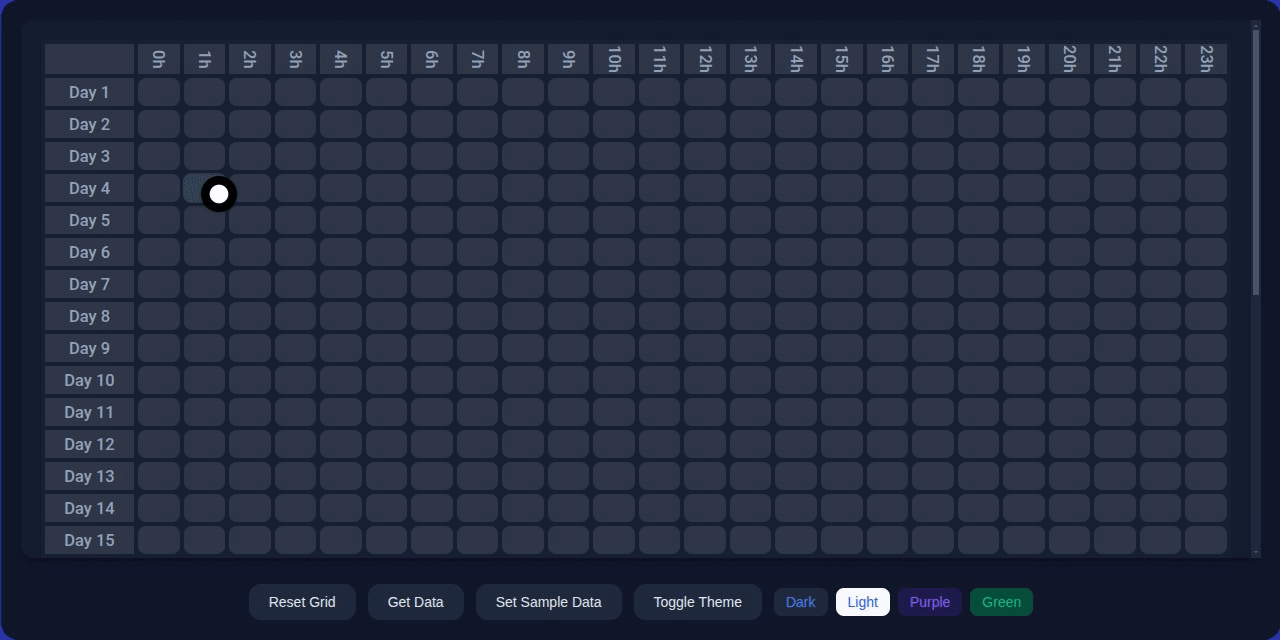 0h 1h 2h 3h 4h 5h 6h 7h 8h 9h 10h 11h 12h 13h 14h 15h 16h 17h 18h 19h 20h 21h 22h 23h
Day 1
Day 2
Day 3
Day 4
Day 5
Day 6
Day 7
Day 8
Day 9
Day 10
Day 11
Day 12
Day 13
Day 14
Day 15
Reset Grid Get Data Set Sample Data Toggle Theme Dark Light Purple Green